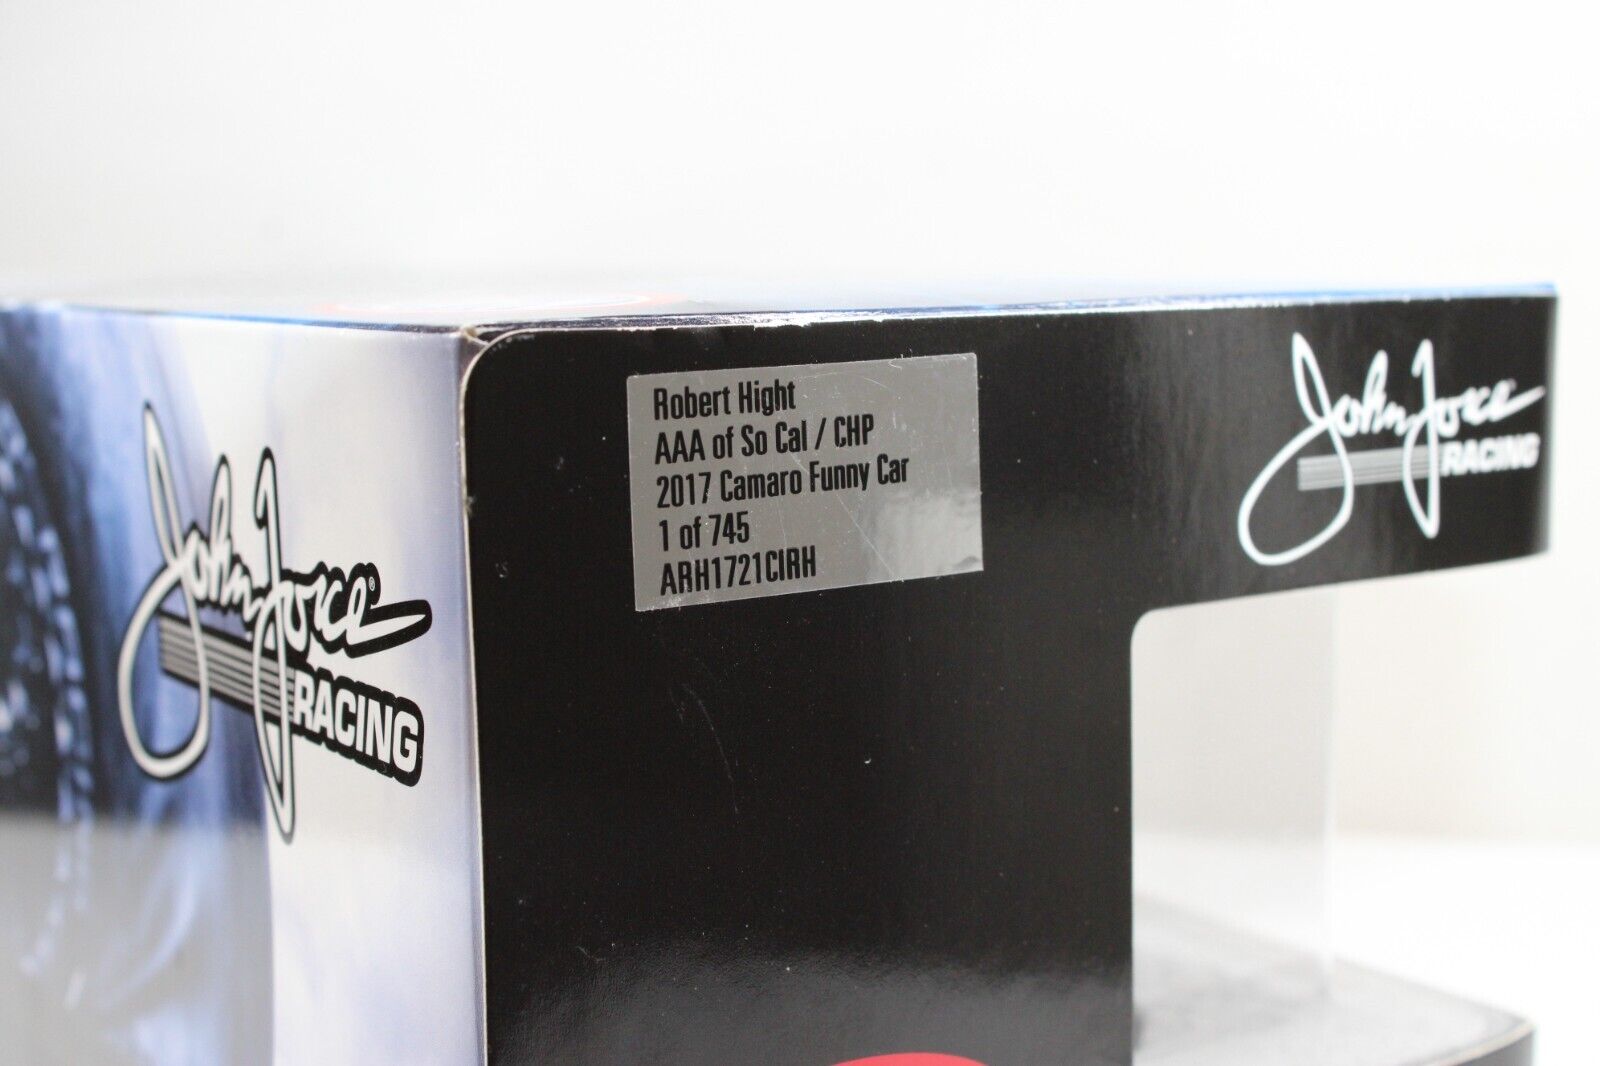 John Force®
RACING
Robert Hight
AAA of So Cal / CHP
2017 Camaro Funny Car
1 of 745
ARH1721CIRH
John Force
RACING